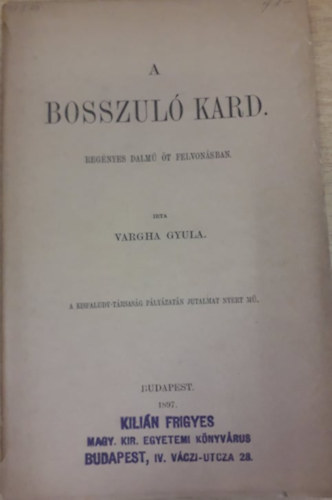 A
BOSSZULÓ KARD.
REGÉNYES DALMŰ ÖT FELVONÁSBAN.
IRTA
VARGHA GYULA.
A KISFALUDY-TÁRSASÁG PÁLYÁZATÁN JUTALMAT NYERT MŰ.
BUDAPEST.
1897.
KILIÁN FRIGYES
MAGY. KIR. EGYETEMI KÖNYVÁRUS
BUDAPEST, IV. VÁCZI-UTCZA 28.